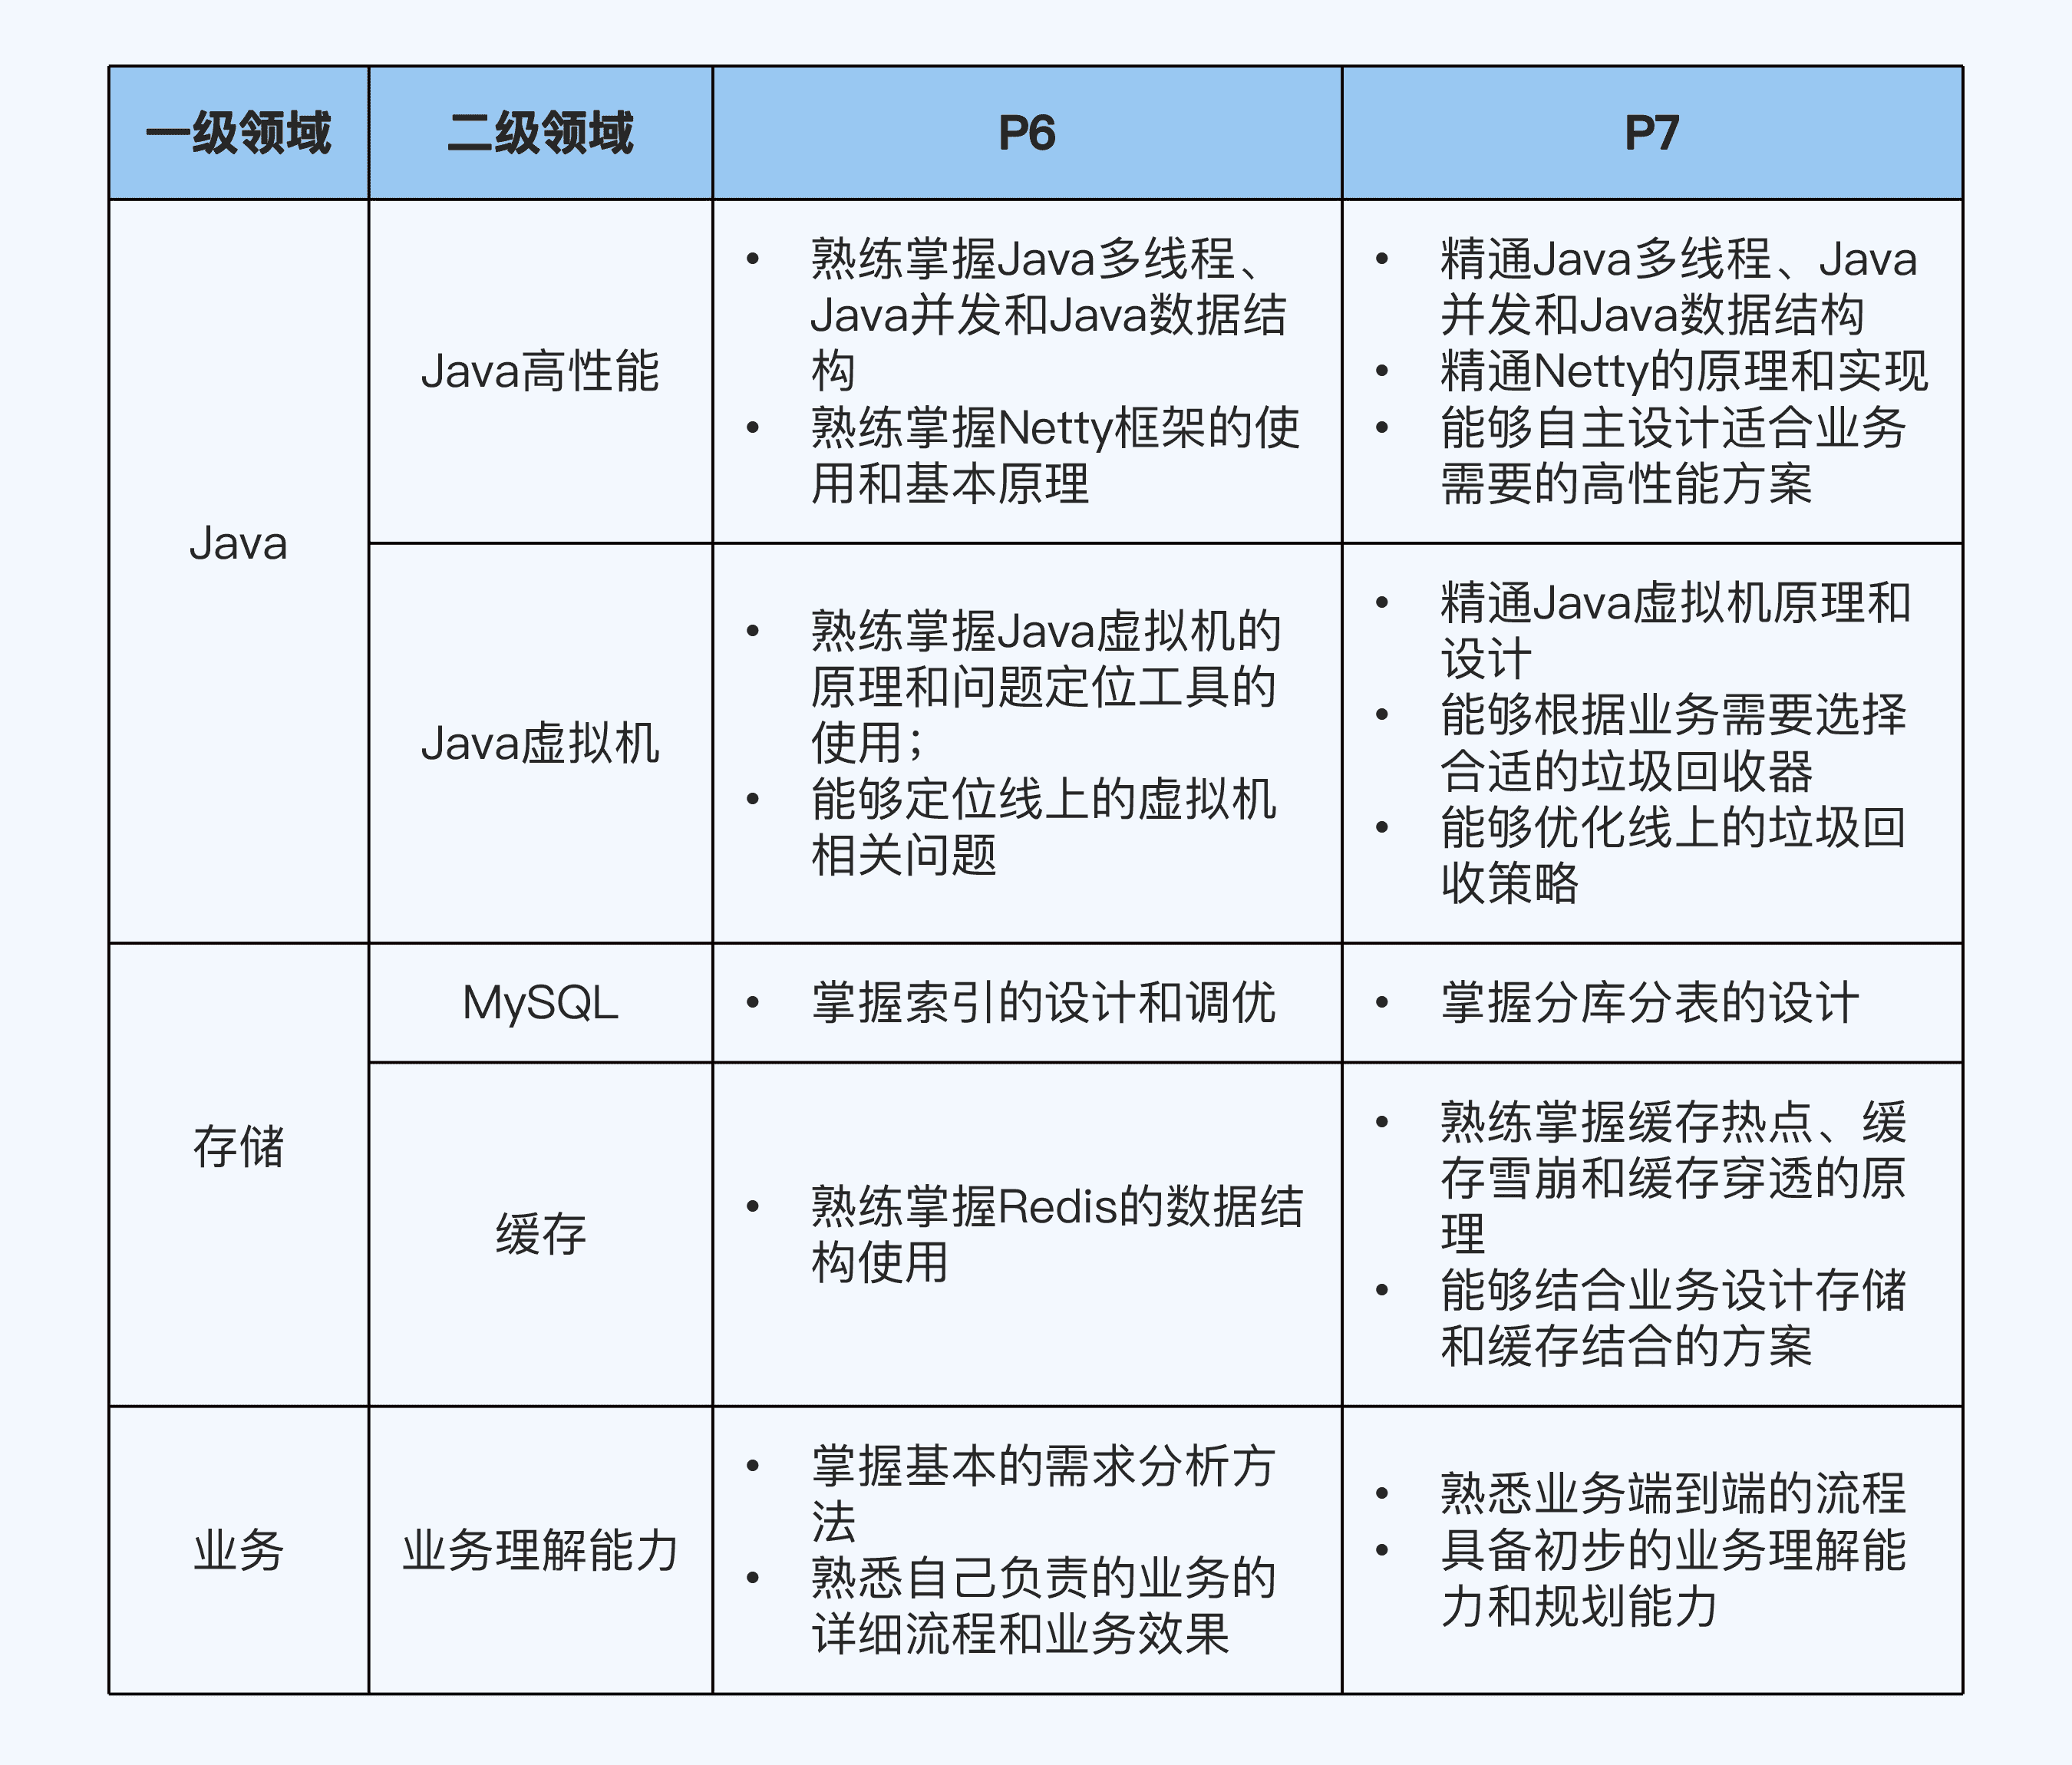 一级领域
二级领域
P6
P7
Java
Java高性能
• 熟练掌握Java多线程、
Java并发和Java数据结
构
• 熟练掌握Netty框架的使
用和基本原理
• 精通Java多线程、Java
并发和Java数据结构
• 精通Netty的原理和实现
• 能够自主设计适合业务
需要的高性能方案
Java虚拟机
• 熟练掌握Java虚拟机的
原理和问题定位工具的
使用；
• 能够定位线上的虚拟机
相关问题
• 精通Java虚拟机原理和
设计
• 能够根据业务需要选择
合适的垃圾回收器
• 能够优化线上的垃圾回
收策略
存储
MySQL
• 掌握索引的设计和调优
• 掌握分库分表的设计
缓存
• 熟练掌握Redis的数据结
构使用
• 熟练掌握缓存热点、缓
存雪崩和缓存穿透的原
理
• 能够结合业务设计存储
和缓存结合的方案
业务
业务理解能力
• 掌握基本的需求分析方
法
• 熟悉自己负责的业务的
详细流程和业务效果
• 熟悉业务端到端的流程
• 具备初步的业务理解能
力和规划能力